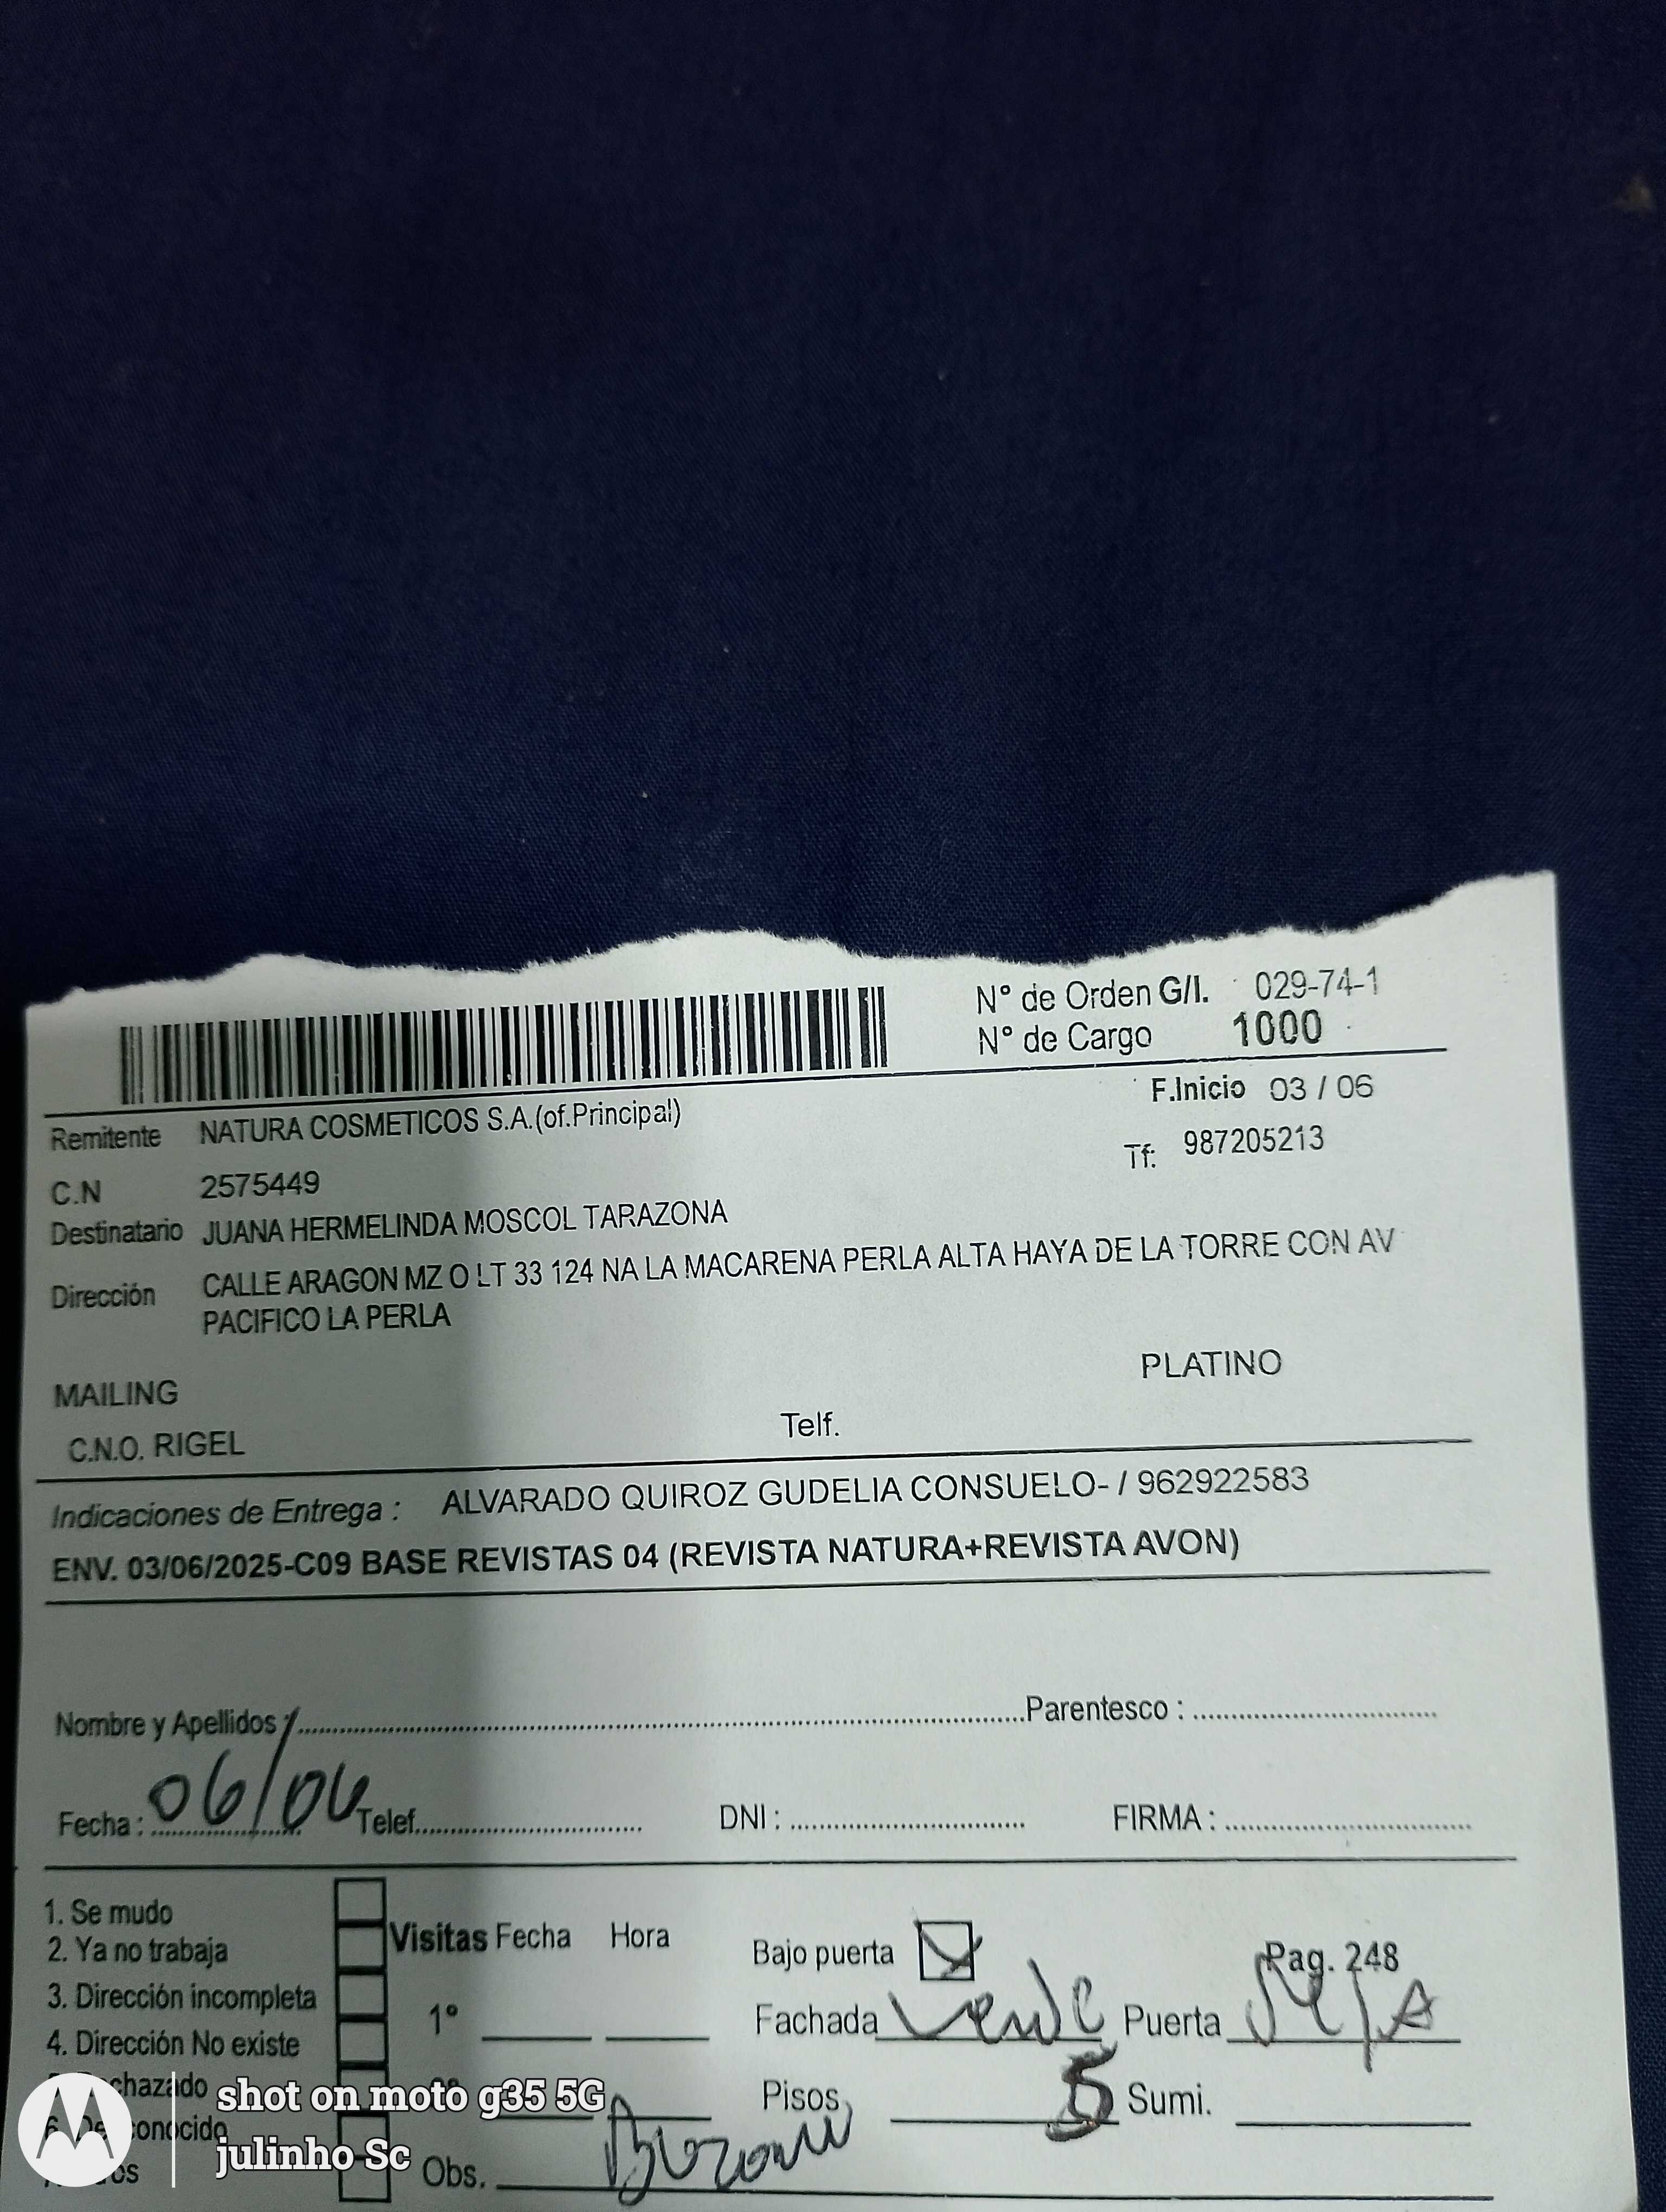 N° de Orden G/I. 029-74-1
N° de Cargo 1000
F.Inicio 03 / 06
Remitente NATURA COSMETICOS S.A.(of.Principal)
Tf: 987205213
C.N 2575449
Destinatario JUANA HERMELINDA MOSCOL TARAZONA
Dirección CALLE ARAGON MZ O LT 33 124 NA LA MACARENA PERLA ALTA HAYA DE LA TORRE CON AV
PACIFICO LA PERLA
PLATINO
MAILING
Telf.
C.N.O. RIGEL
Indicaciones de Entrega : ALVARADO QUIROZ GUDELIA CONSUELO- / 962922583
ENV. 03/06/2025-C09 BASE REVISTAS 04 (REVISTA NATURA+REVISTA AVON)
Nombre y Apellidos : Parentesco :
Fecha : 06/06 Telef. DNI : FIRMA :
1. Se mudo
2. Ya no trabaja
3. Dirección incompleta
4. Dirección No existe
Visitas Fecha Hora
1°
Bajo puerta Pag. 248
Fachada Verde Puerta
Pisos 5 Sumi.
Obs. Buzon
shot on moto g35 5G
julinho Sc